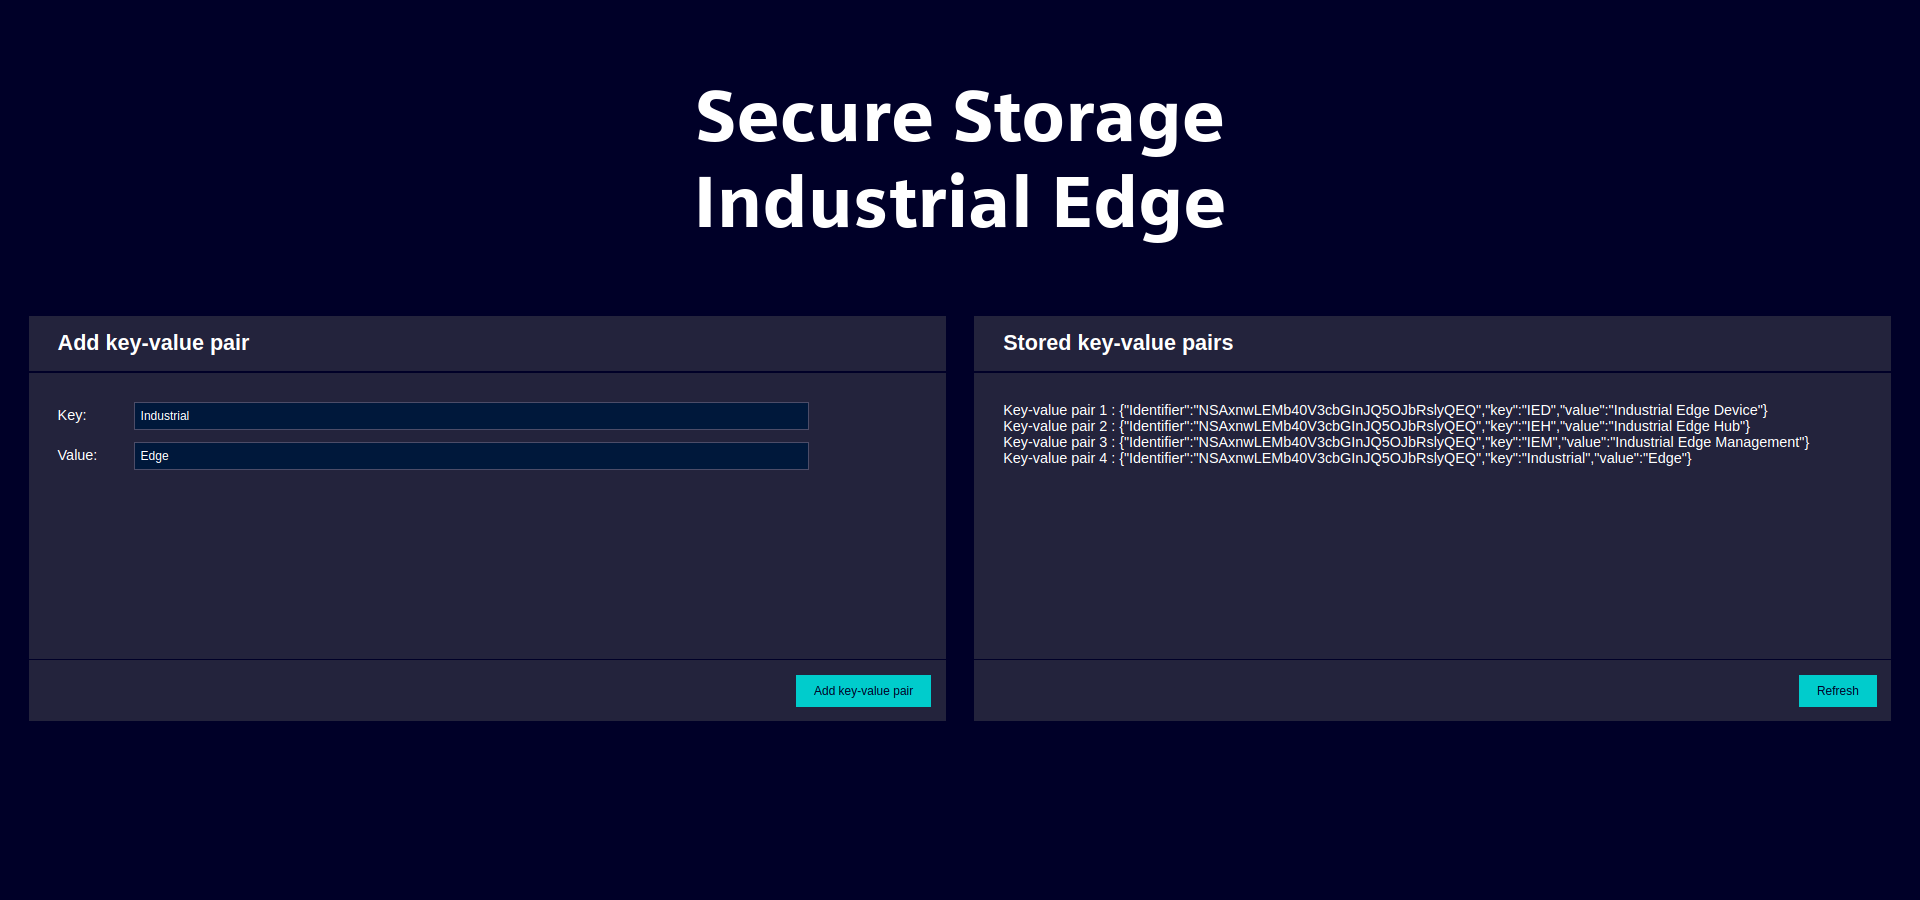 Secure Storage
Industrial Edge
Add key-value pair
Key:
Industrial
Value:
Edge
Add key-value pair
Stored key-value pairs
Key-value pair 1 : {"Identifier":"NSAxnwLEMb40V3cbGInJQ5OJbRslyQEQ","key":"IED","value":"Industrial Edge Device"}
Key-value pair 2 : {"Identifier":"NSAxnwLEMb40V3cbGInJQ5OJbRslyQEQ","key":"IEH","value":"Industrial Edge Hub"}
Key-value pair 3 : {"Identifier":"NSAxnwLEMb40V3cbGInJQ5OJbRslyQEQ","key":"IEM","value":"Industrial Edge Management"}
Key-value pair 4 : {"Identifier":"NSAxnwLEMb40V3cbGInJQ5OJbRslyQEQ","key":"Industrial","value":"Edge"}
Refresh